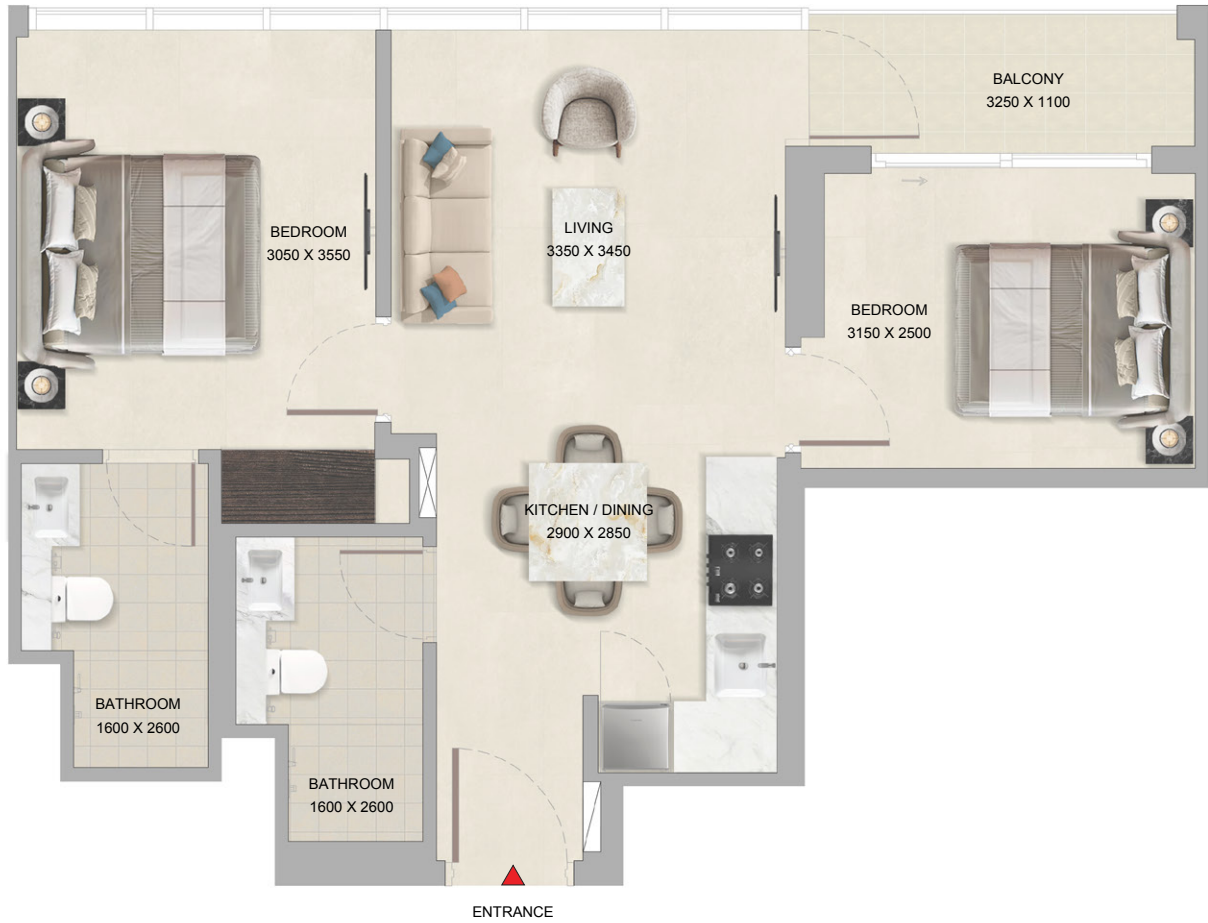 BALCONY
3250 X 1100
BEDROOM
3050 X 3550
LIVING
3350 X 3450
BEDROOM
3150 X 2500
KITCHEN / DINING
2900 X 2850
BATHROOM
1600 X 2600
BATHROOM
1600 X 2600
ENTRANCE